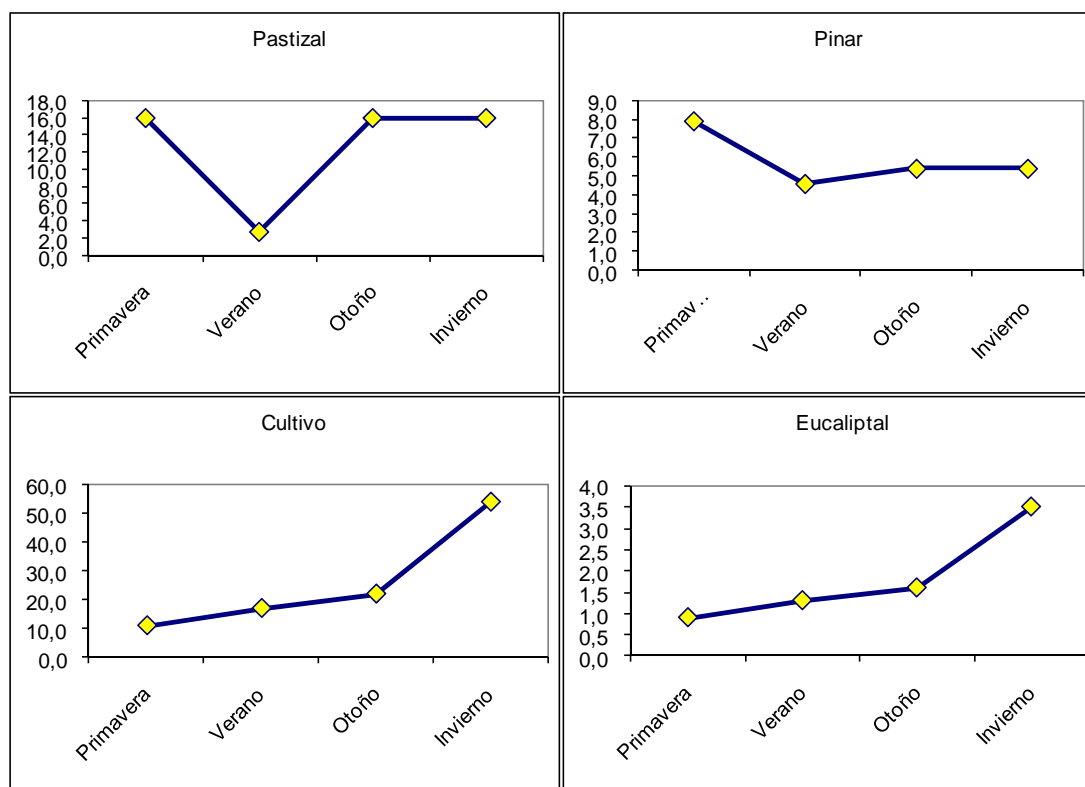 Pastizal
18,0
16,0
14,0
12,0
10,0
8,0
6,0
4,0
2,0
0,0
Primavera
Verano
Otoño
Invierno
Pinar
9,0
8,0
7,0
6,0
5,0
4,0
3,0
2,0
1,0
0,0
Primav..
Verano
Otoño
Invierno
Cultivo
60,0
50,0
40,0
30,0
20,0
10,0
0,0
Primavera
Verano
Otoño
Invierno
Eucaliptal
4,0
3,5
3,0
2,5
2,0
1,5
1,0
0,5
0,0
Primavera
Verano
Otoño
Invierno